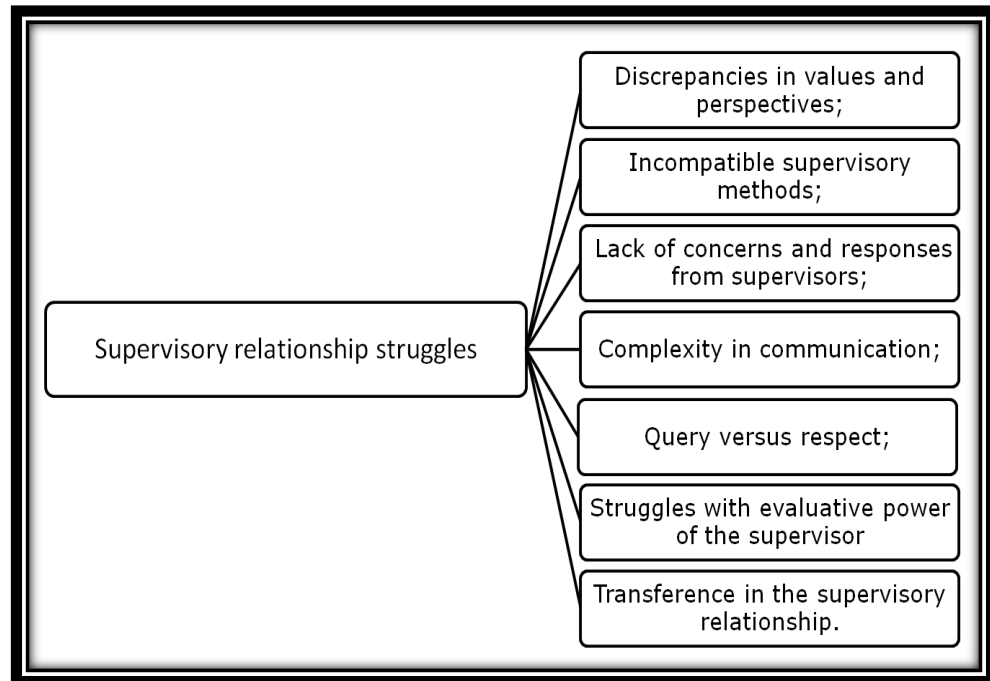 Supervisory relationship struggles
Discrepancies in values and
perspectives;
Incompatible supervisory
methods;
Lack of concerns and responses
from supervisors;
Complexity in communication;
Query versus respect;
Struggles with evaluative power
of the supervisor
Transference in the supervisory
relationship.